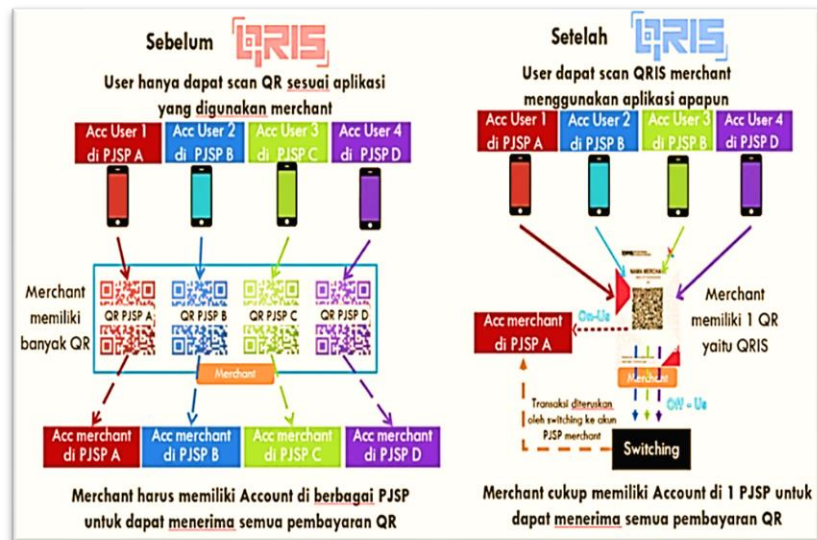 Sebelum QRIS
User hanya dapat scan QR sesuai aplikasi
yang digunakan merchant
Acc User 1
di PJSP A
Acc User 2
di PJSP B
Acc User 3
di PJSP C
Acc User 4
di PJSP D
Merchant
memiliki
banyak QR
QR PJSP A
QR PJSP B
QR PJSP C
QR PJSP D
Merchant
Acc merchant
di PJSP A
Acc merchant
di PJSP B
Acc merchant
di PJSP C
Acc merchant
di PJSP D
Merchant harus memiliki Account di berbagai PJSP
untuk dapat menerima semua pembayaran QR
Setelah QRIS
User dapat scan QRIS merchant
menggunakan aplikasi apapun
Acc User 1
di PJSP A
Acc User 2
di PJSP B
Acc User 3
di PJSP B
Acc User 4
di PJSP D
NAMA MERCHANT
On-Us
Acc merchant
di PJSP A
Merchant
memiliki 1 QR
yaitu QRIS
Merchant
Off - Us
Transaksi diteruskan
oleh switching ke akun
PJSP merchant
Switching
Merchant cukup memiliki Account di 1 PJSP untuk
dapat menerima semua pembayaran QR